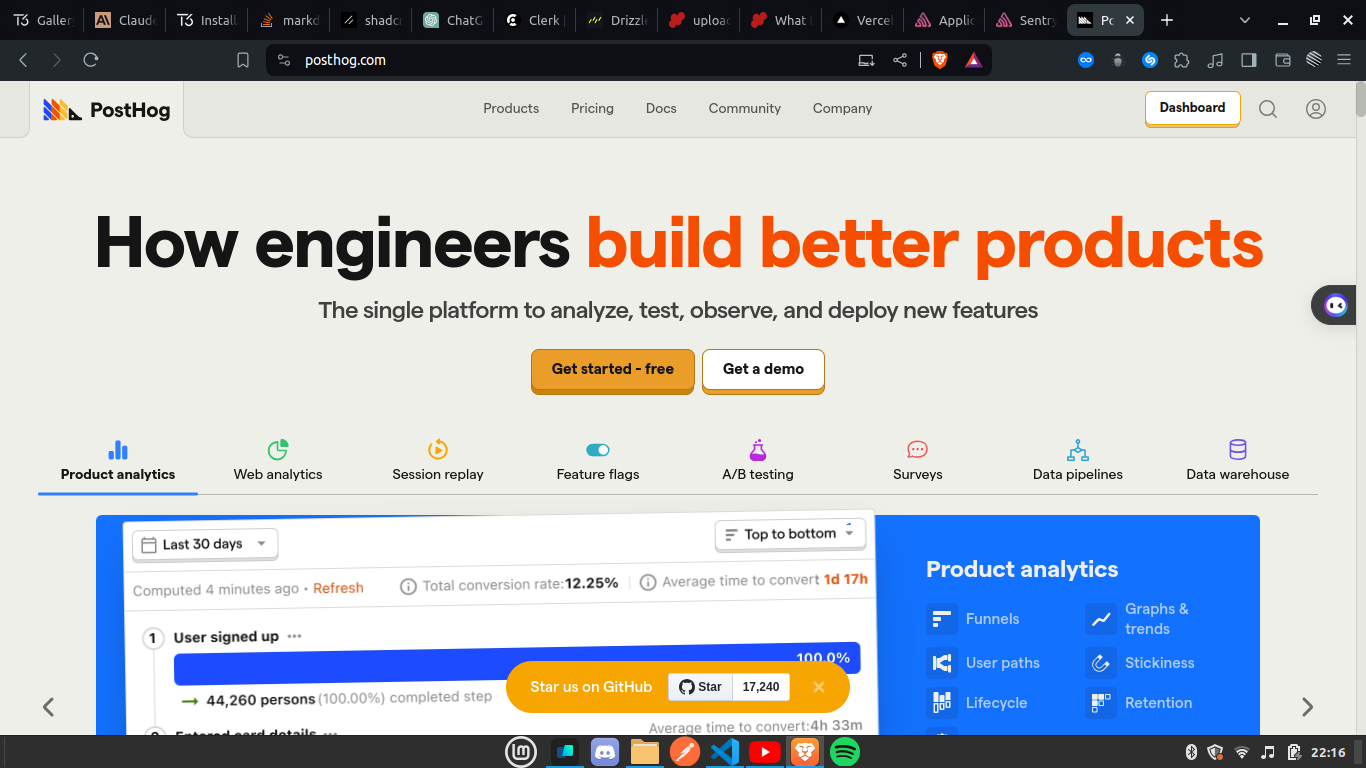 Gallery
Claude
Install
markd
shadcn
ChatG
Clerk
Drizzle
upload
What
Vercel
Applic
Sentry
Po
posthog.com
PostHog
Products
Pricing
Docs
Community
Company
Dashboard
How engineers build better products
The single platform to analyze, test, observe, and deploy new features
Get started - free
Get a demo
Product analytics
Web analytics
Session replay
Feature flags
A/B testing
Surveys
Data pipelines
Data warehouse
Last 30 days
Top to bottom
Computed 4 minutes ago • Refresh
Total conversion rate:12.25%
Average time to convert 1d 17h
1 User signed up •••
100.0%
44,260 persons (100.00%) completed step
Average time to convert:4h 33m
Entered card details
Product analytics
Funnels
Graphs & trends
User paths
Stickiness
Lifecycle
Retention
Star us on GitHub
Star
17,240
22:16